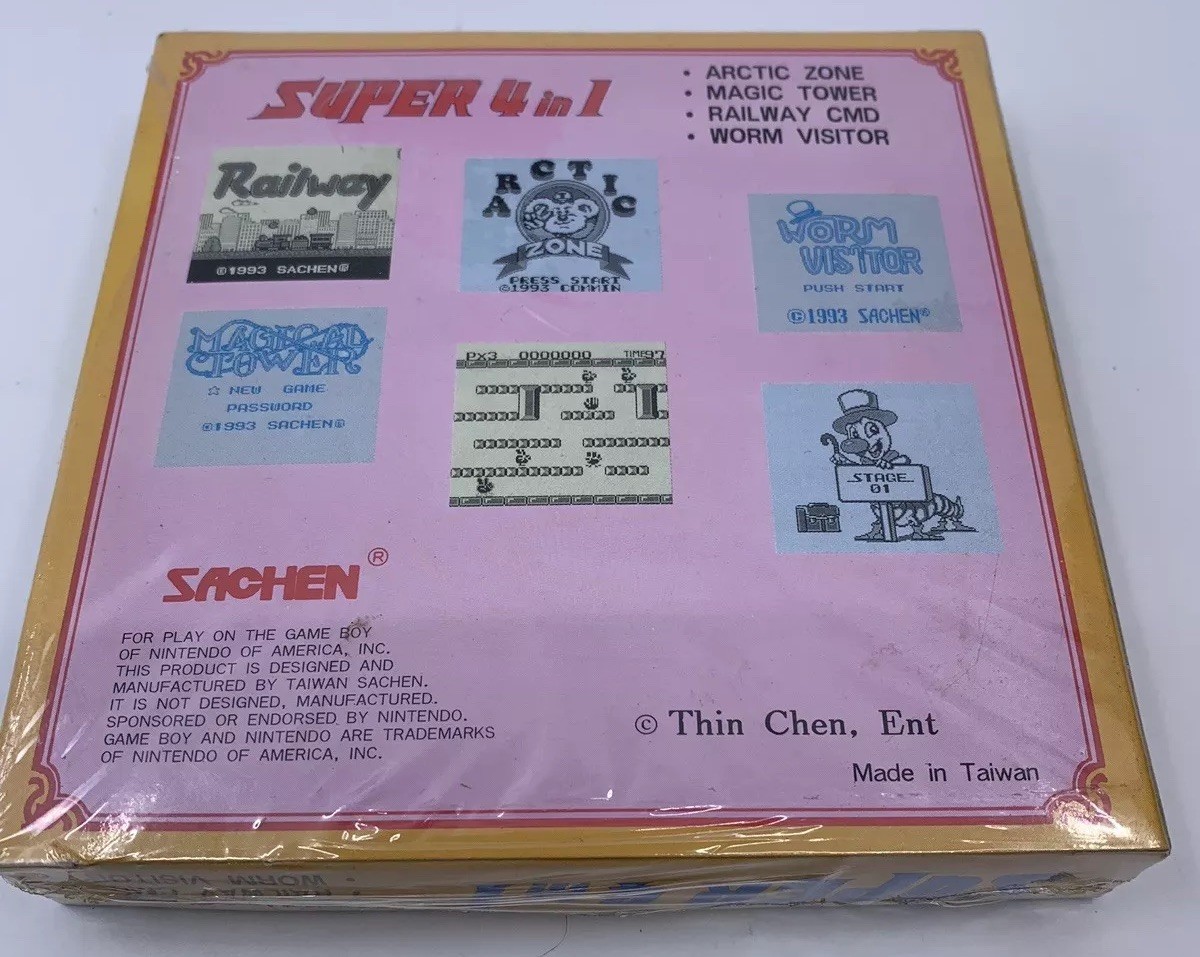 SUPER 4 in 1
• ARCTIC ZONE
• MAGIC TOWER
• RAILWAY CMD
• WORM VISITOR
Railway
©1993 SACHEN®
ARCTIC
ZONE
PRESS START
©1993 COMMIN
WORM
VISITOR
PUSH START
©1993 SACHEN®
MAGICAL
TOWER
☆ NEW GAME
PASSWORD
©1993 SACHEN®
Px3 0000000 TIME97
STAGE
01
SACHEN®
FOR PLAY ON THE GAME BOY
OF NINTENDO OF AMERICA, INC.
THIS PRODUCT IS DESIGNED AND
MANUFACTURED BY TAIWAN SACHEN.
IT IS NOT DESIGNED, MANUFACTURED.
SPONSORED OR ENDORSED BY NINTENDO.
GAME BOY AND NINTENDO ARE TRADEMARKS
OF NINTENDO OF AMERICA, INC.
© Thin Chen, Ent
Made in Taiwan
WORM VISITOR